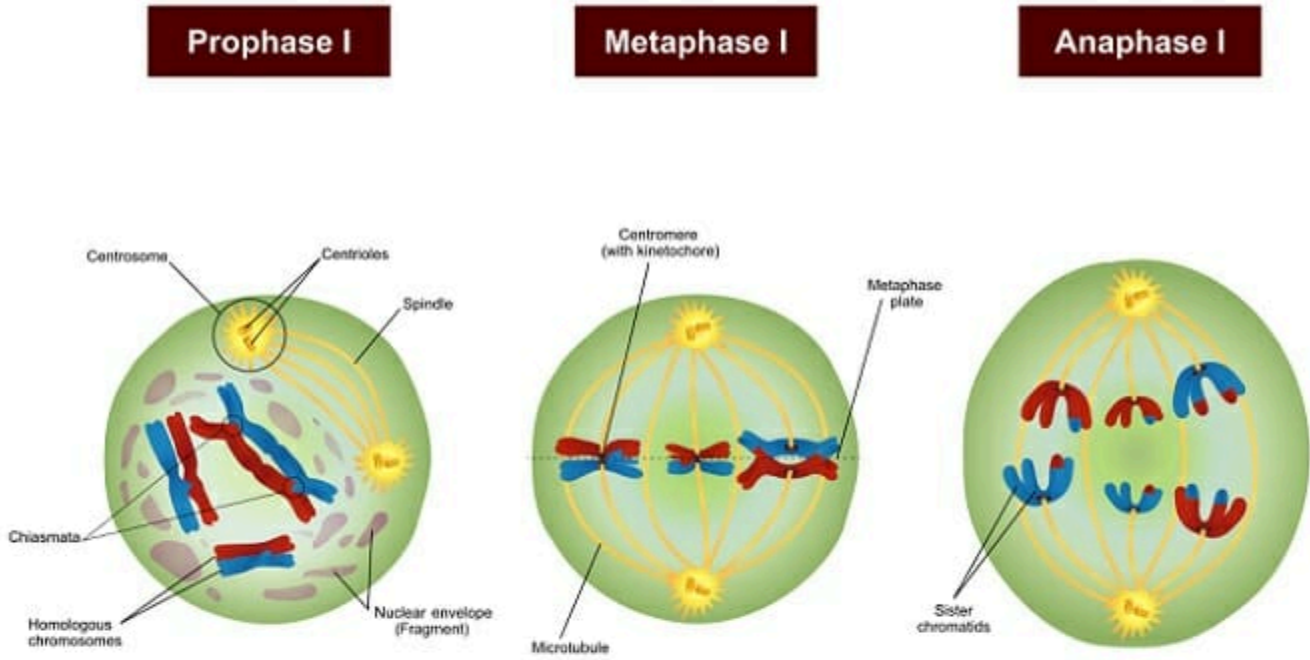 Prophase I
Metaphase I
Anaphase I
Centrosome
Centrioles
Spindle
Chiasmata
Homologous
chromosomes
Nuclear envelope
(Fragment)
Centromere
(with kinetochore)
Metaphase
plate
Microtubule
Sister
chromatids